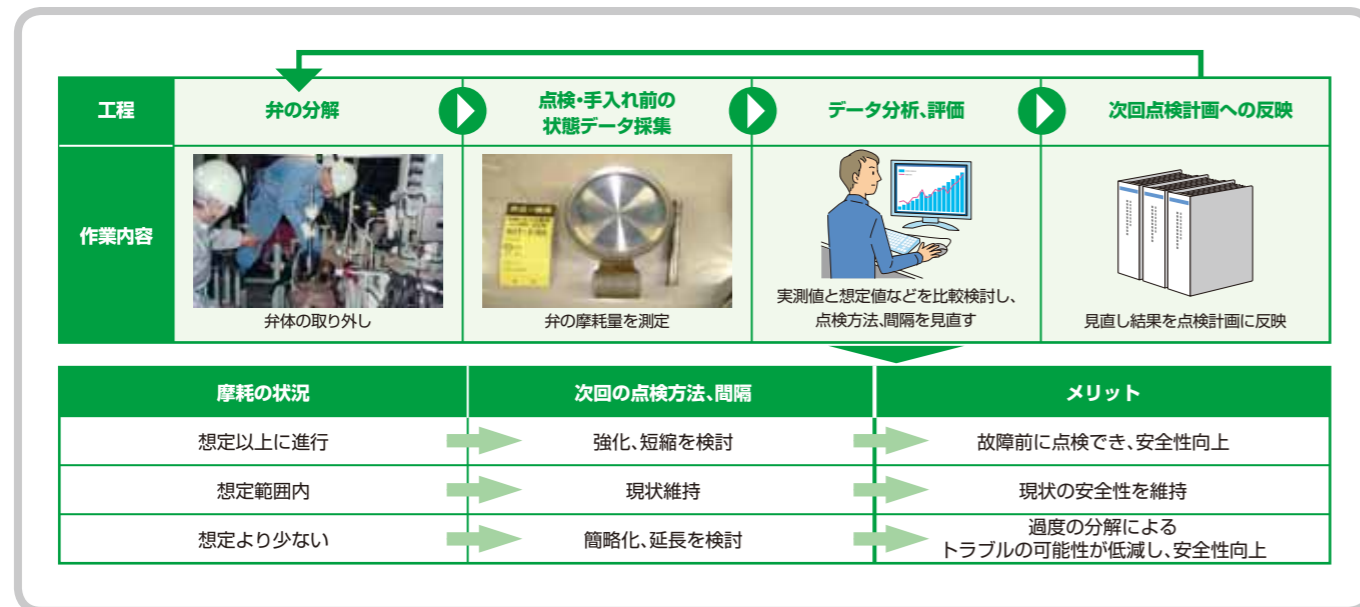 工程
弁の分解
点検・手入れ前の
状態データ採集
データ分析、評価
次回点検計画への反映
作業内容
弁体の取り外し
弁の摩耗量を測定
実測値と想定値などを比較検討し、
点検方法、間隔を見直す
見直し結果を点検計画に反映
摩耗の状況
次回の点検方法、間隔
メリット
想定以上に進行
強化、短縮を検討
故障前に点検でき、安全性向上
想定範囲内
現状維持
現状の安全性を維持
想定より少ない
簡略化、延長を検討
過度の分解による
トラブルの可能性が低減し、安全性向上